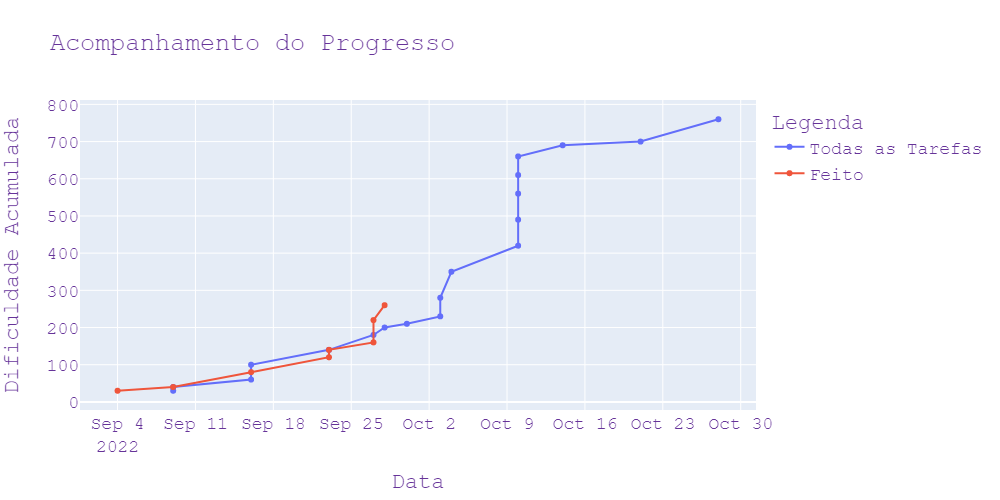 Acompanhamento do Progresso
Dificuldade Acumulada
800
700
600
500
400
300
200
100
0
Sep 4
2022
Sep 11
Sep 18
Sep 25
Oct 2
Oct 9
Oct 16
Oct 23
Oct 30
Data
Legenda
Todas as Tarefas
Feito